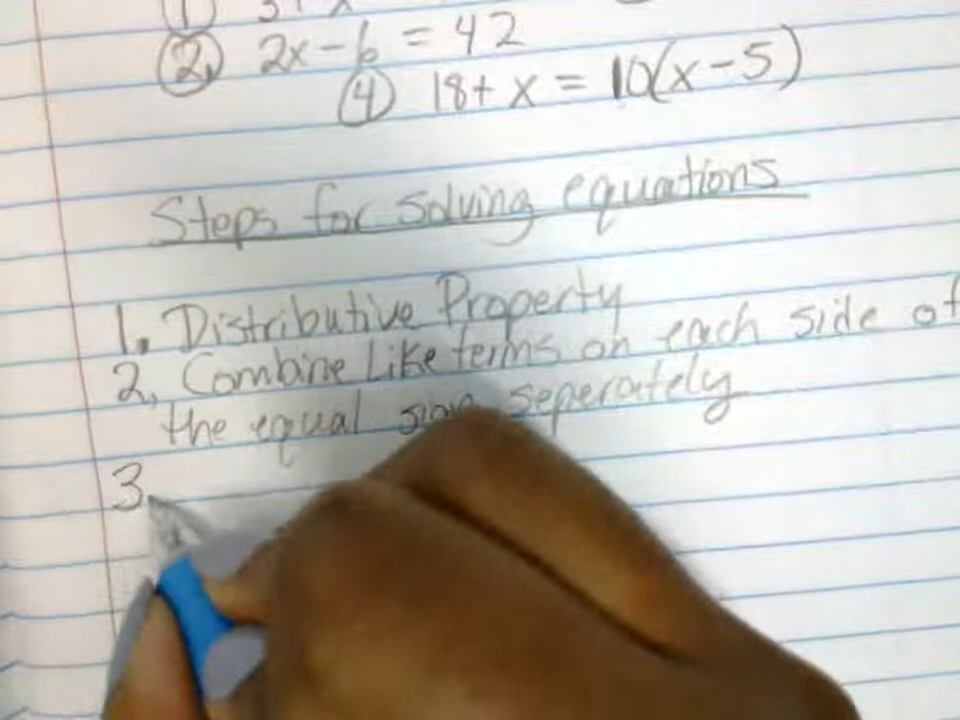 ② 2x - 6 = 42
④ 18 + x = 10(x - 5)
Steps for solving equations
1. Distributive Property
2. Combine Like terms on each side of
the equal sign seperately
3.